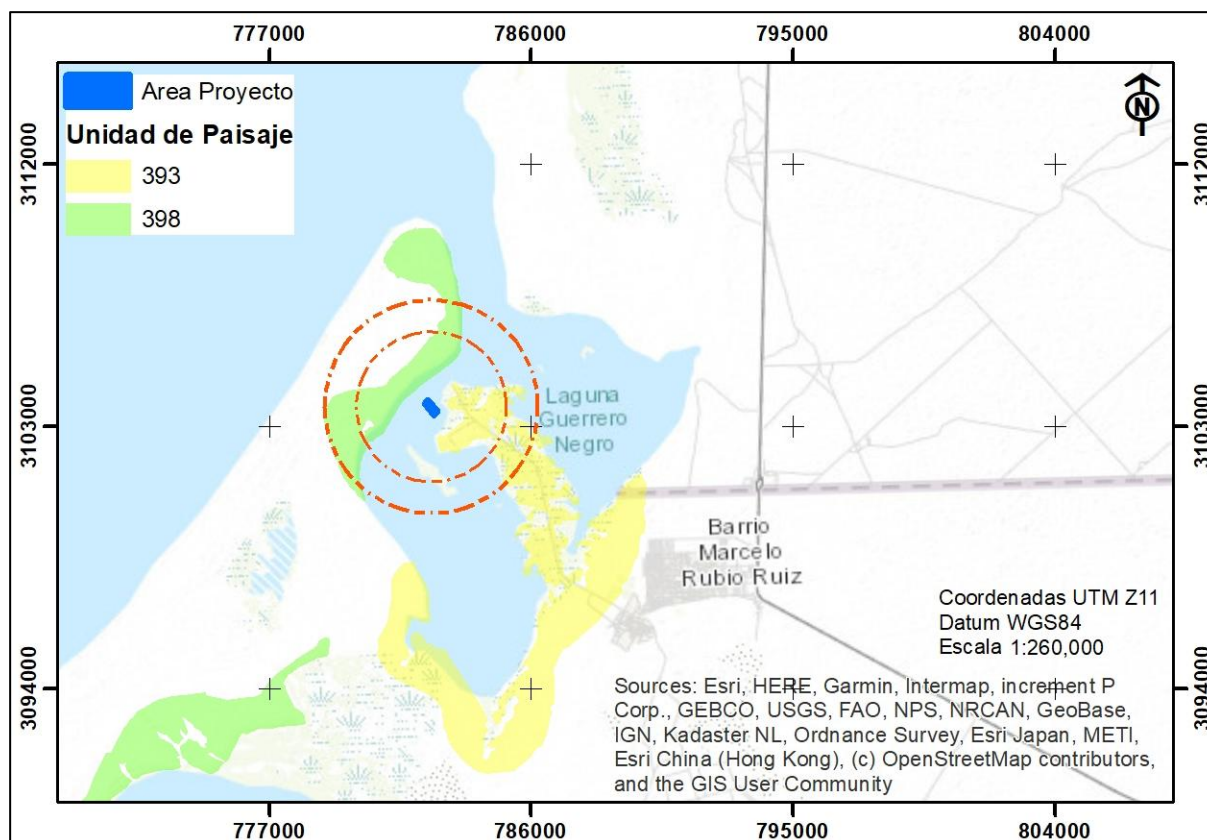 777000 786000 795000 804000
Area Proyecto
Unidad de Paisaje
393
398
N
3112000 3112000
Laguna
Guerrero
Negro
3103000 3103000
Barrio
Marcelo
Rubio Ruiz
Coordenadas UTM Z11
Datum WGS84
Escala 1:260,000
3094000 3094000
Sources: Esri, HERE, Garmin, Intermap, increment P
Corp., GEBCO, USGS, FAO, NPS, NRCAN, GeoBase,
IGN, Kadaster NL, Ordnance Survey, Esri Japan, METI,
Esri China (Hong Kong), (c) OpenStreetMap contributors,
and the GIS User Community
777000 786000 795000 804000